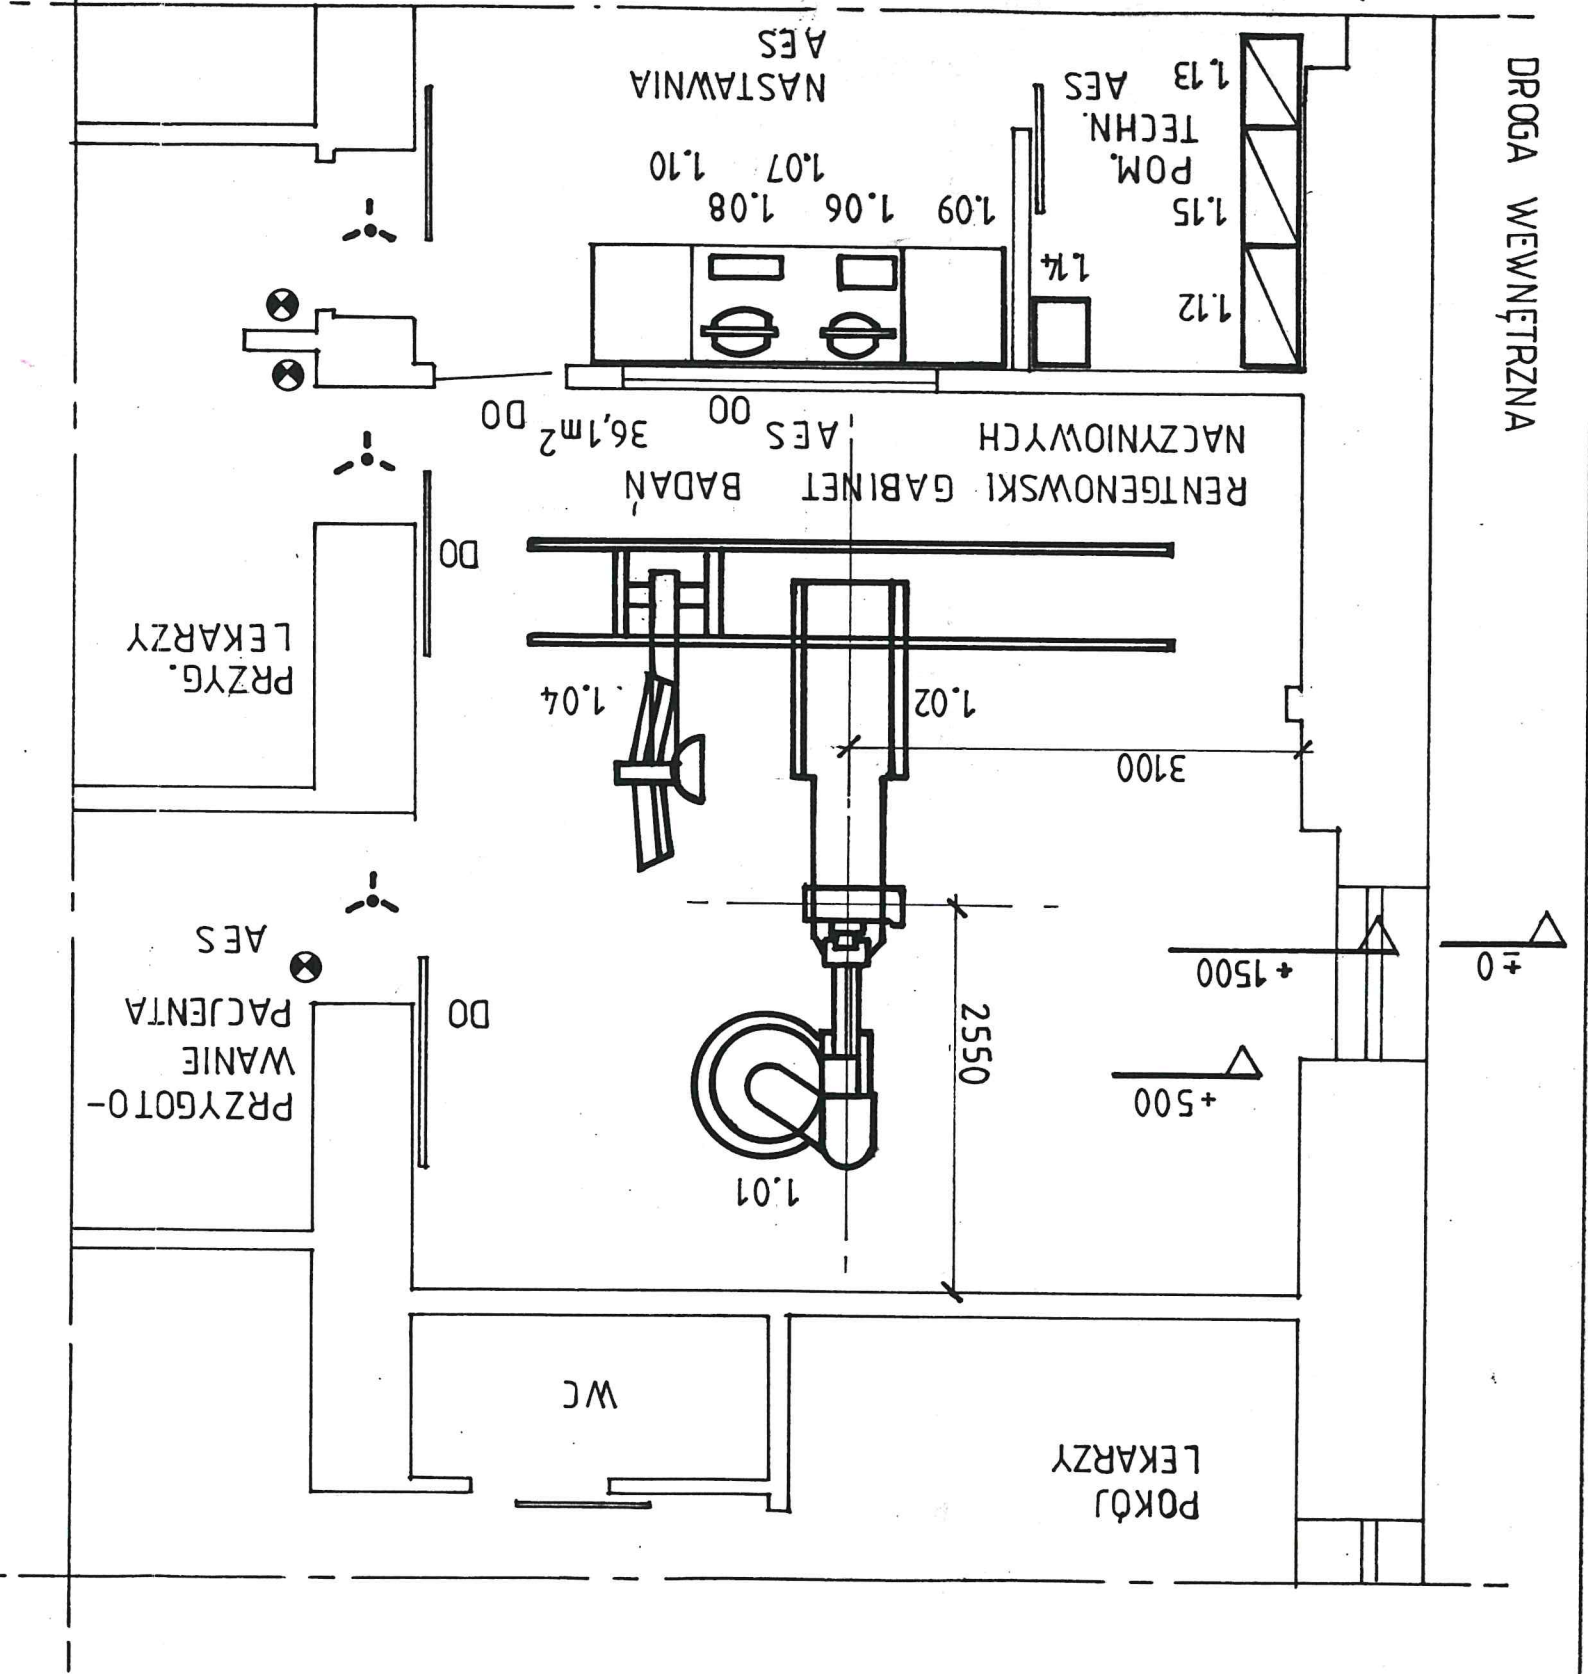 POKÓJ
LEKARZY
WC
1.01
PRZYGOTO-
WANIE
PACJENTA
AES
DO
+500
+1500
±0
2550
3100
1.02
1.04
PRZYG.
LEKARZY
DO
RENTGENOWSKI GABINET BADAŃ
NACZYNIOWYCH AES 36,1m²
OO
DO
1.12
1.14
1.09
1.06
1.08
1.15
1.07
1.10
POM.
TECHN.
AES
1.13
NASTAWNIA
AES
DROGA WEWNĘTRZNA